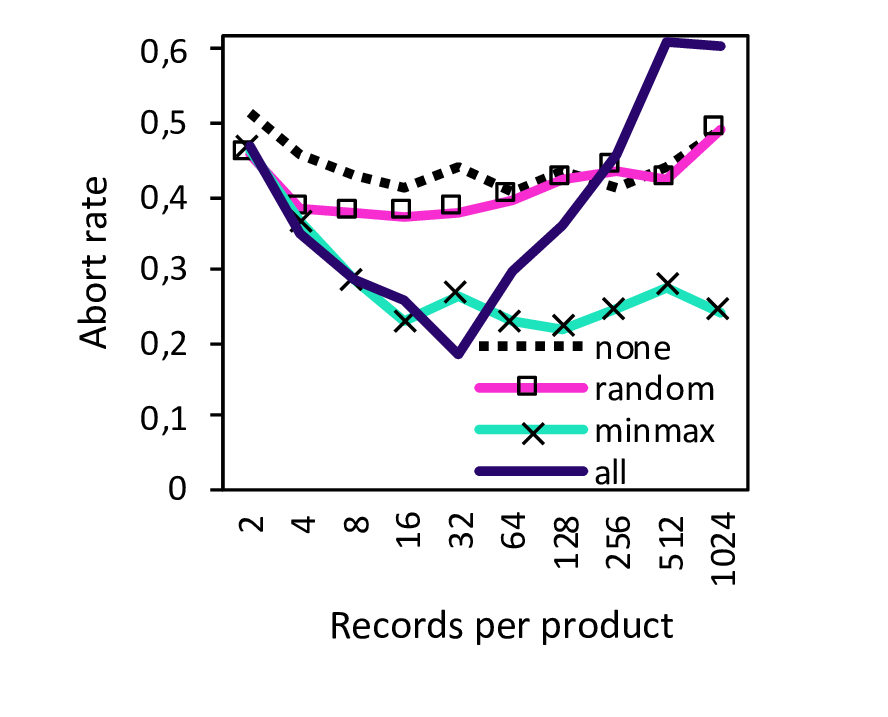 0,6
0,5
0,4
0,3
0,2
0,1
0
Abort rate
none
random
minmax
all
2 4 8 16 32 64 128 256 512 1024
Records per product